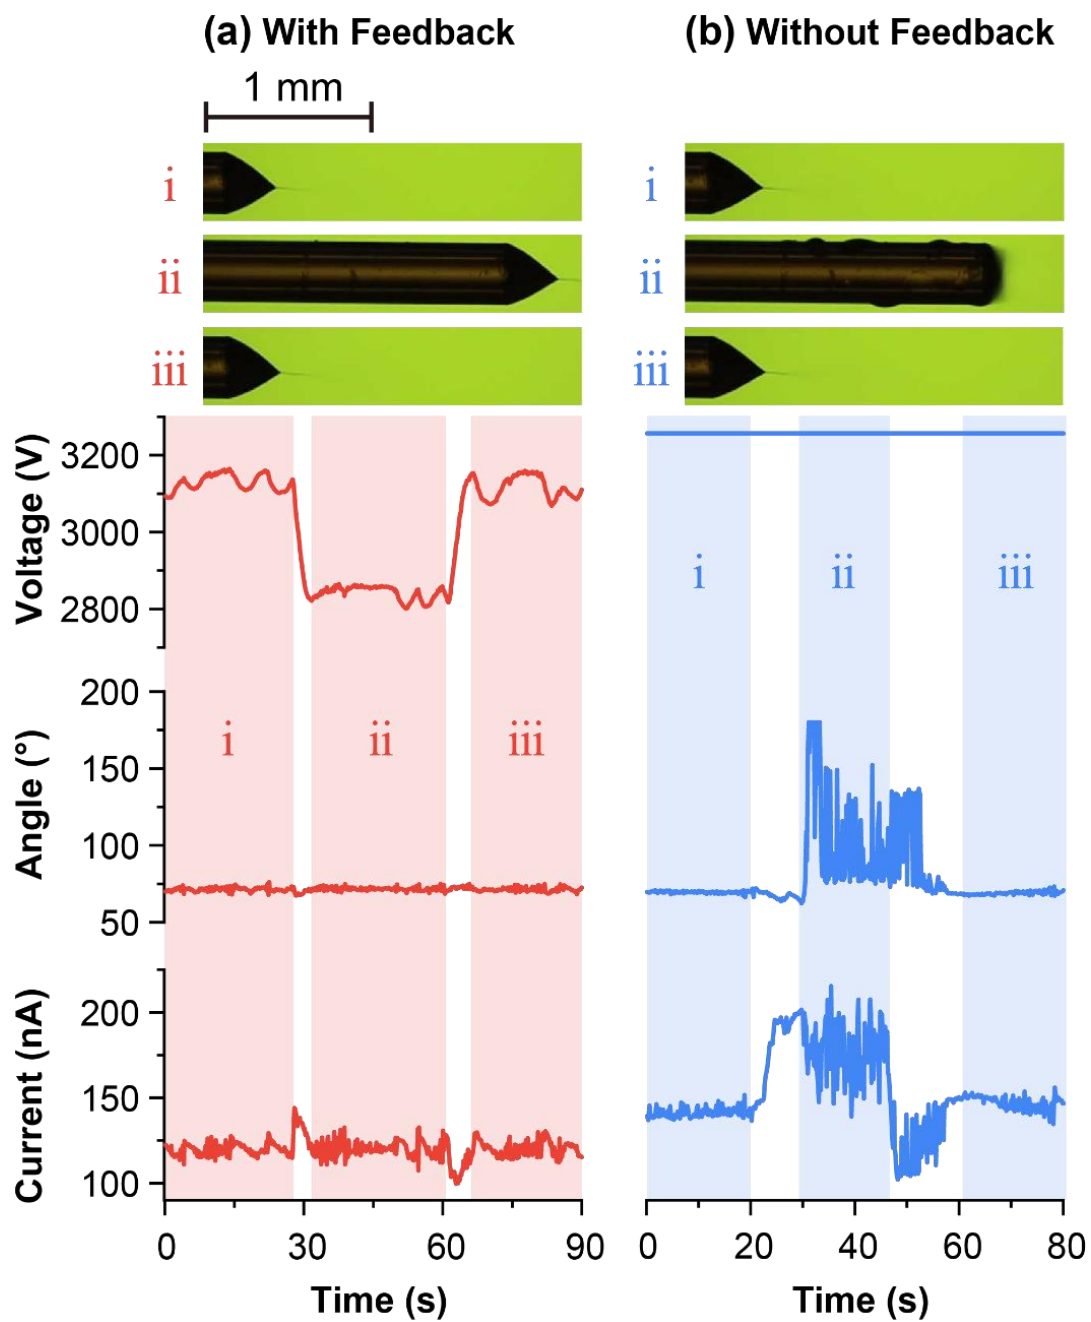 (a) With Feedback
(b) Without Feedback
1 mm
i
i
ii
ii
iii
iii
Voltage (V)
3200
3000
2800
i
ii
iii
Angle (°)
200
150
100
50
i
ii
iii
Current (nA)
200
150
100
0
30
60
90
0
20
40
60
80
Time (s)
Time (s)